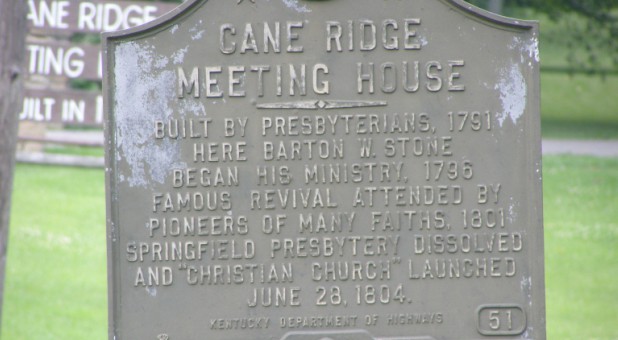 ANE RIDGE
TING
UILT IN
CANE RIDGE
MEETING HOUSE
BUILT BY PRESBYTERIANS, 1791
HERE BARTON W. STONE
BEGAN HIS MINISTRY, 1796
FAMOUS REVIVAL ATTENDED BY
PIONEERS OF MANY FAITHS, 1801
SPRINGFIELD PRESBYTERY DISSOLVED
AND "CHRISTIAN CHURCH" LAUNCHED
JUNE 28, 1804.
KENTUCKY DEPARTMENT OF HIGHWAYS
51